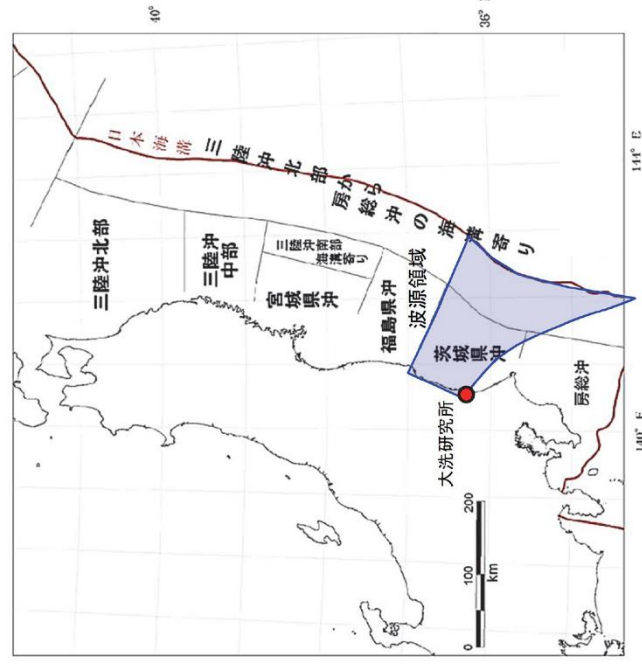 40°
36°
144° E
140° E
日本海溝
三陸沖北部から
房総沖の海溝寄り
三陸沖北部
三陸沖
中部
三陸沖南部
海溝寄り
宮城県沖
福島県沖
波源領域
茨城県沖
房総沖
大洗研究所
0 100 200
km